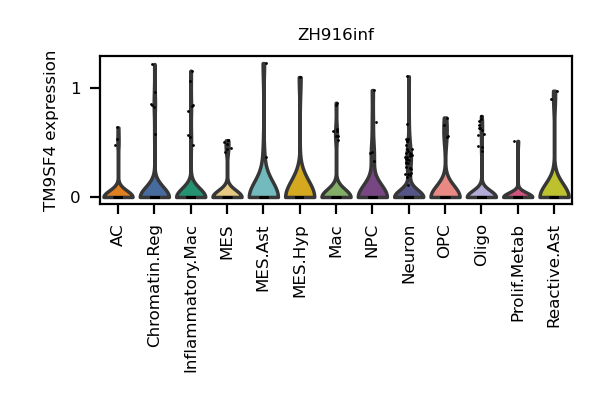 ZH916inf
TM9SF4 expression
1
0
AC
Chromatin.Reg
Inflammatory.Mac
MES
MES.Ast
MES.Hyp
Mac
NPC
Neuron
OPC
Oligo
Prolif.Metab
Reactive.Ast